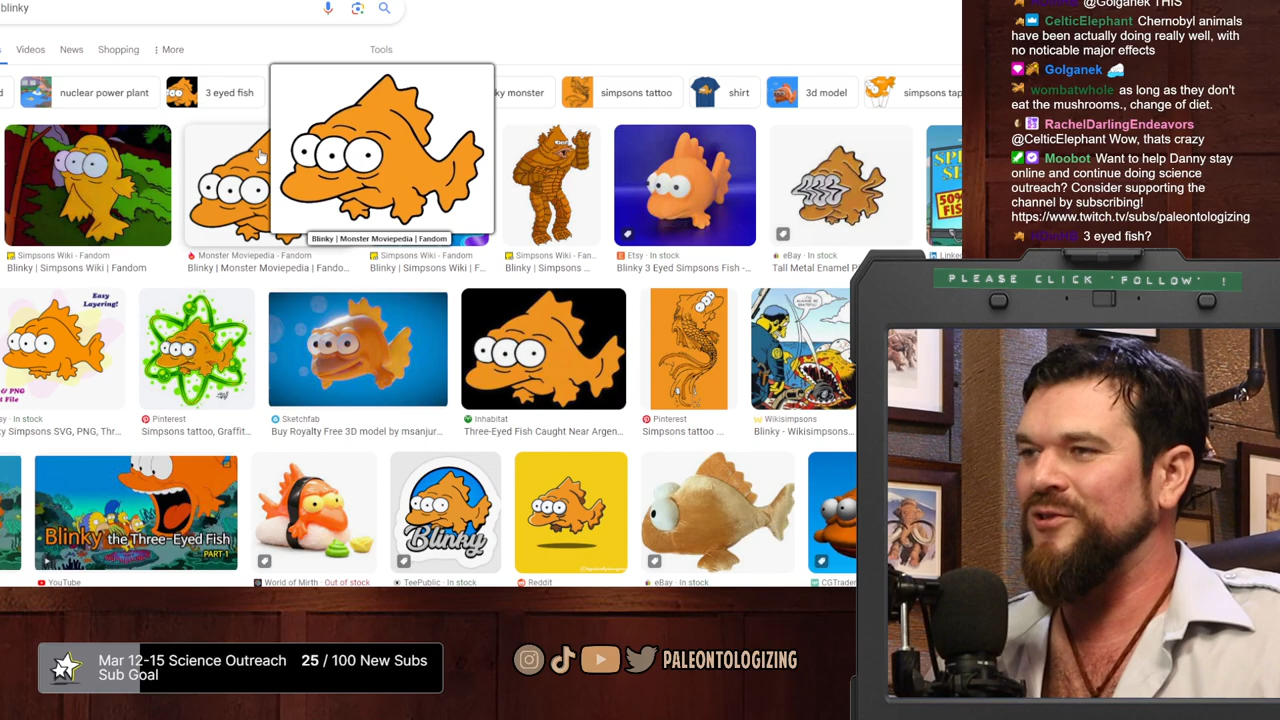 blinky
Videos News Shopping More Tools
nuclear power plant
3 eyed fish
ky monster
simpsons tattoo
shirt
3d model
simpsons tap
Blinky | Monster Moviepedia | Fandom
Simpsons Wiki - Fandom
Blinky | Simpsons Wiki | Fandom
Monster Moviepedia - Fandom
Blinky | Monster Moviepedia | Fando...
Simpsons Wiki - Fandom
Blinky | Simpsons Wiki | F...
Simpsons Wiki - Fan...
Blinky | Simpsons ...
Etsy · In stock
Blinky 3 Eyed Simpsons Fish -...
eBay · In stock
Tall Metal Enamel P
50%
FIS
Linke
Easy
Layering!
& PNG
t File
sy · In stock
ky Simpsons SVG, PNG, Thr...
Pinterest
Simpsons tattoo, Graffit...
Sketchfab
Buy Royalty Free 3D model by msanjur...
Inhabitat
Three-Eyed Fish Caught Near Argen...
Pinterest
Simpsons tattoo ...
Wikisimpsons
Blinky - Wikisimpsons...
Blinky the Three-Eyed Fish
PART 1
Blinky
YouTube
World of Mirth · Out of stock
TeePublic · In stock
Reddit
eBay · In stock
CGTrader
@Golganek THIS
CelticElephant Chernobyl animals
have been actually doing really well, with
no noticable major effects
Golganek
wombatwhole as long as they don't
eat the mushrooms., change of diet.
RachelDarlingEndeavors
@CelticElephant Wow, thats crazy
Moobot Want to help Danny stay
online and continue doing science
outreach? Consider supporting the
channel by subscribing!
https://www.twitch.tv/subs/paleontologizing
3 eyed fish?
PLEASE CLICK 'FOLLOW' !
Mar 12-15 Science Outreach 25 / 100 New Subs
Sub Goal
PALEONTOLOGIZING